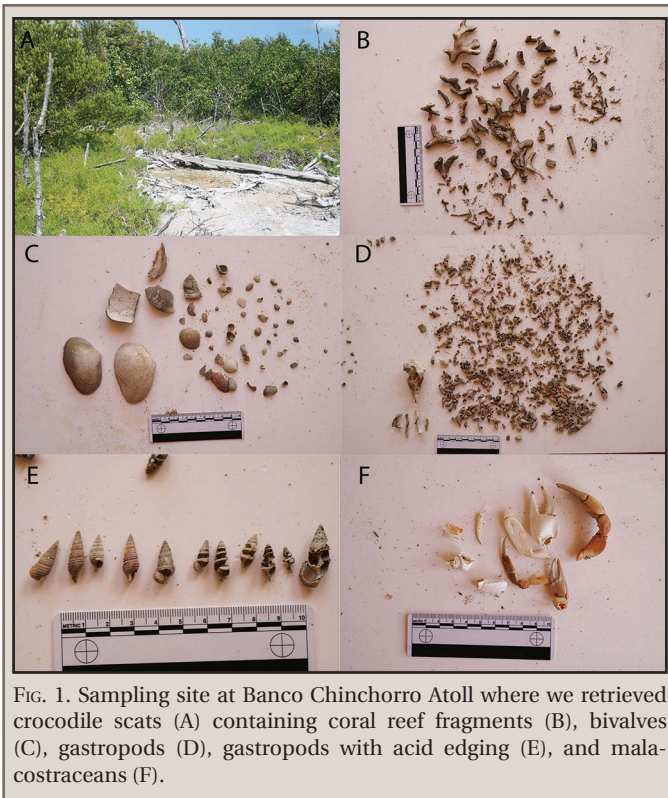 A
B
C
D
E
F
METRIC 1 2 3 4 5 6 7 8 9 10
FIG. 1. Sampling site at Banco Chinchorro Atoll where we retrieved
crocodile scats (A) containing coral reef fragments (B), bivalves
(C), gastropods (D), gastropods with acid edging (E), and mala-
costraceans (F).